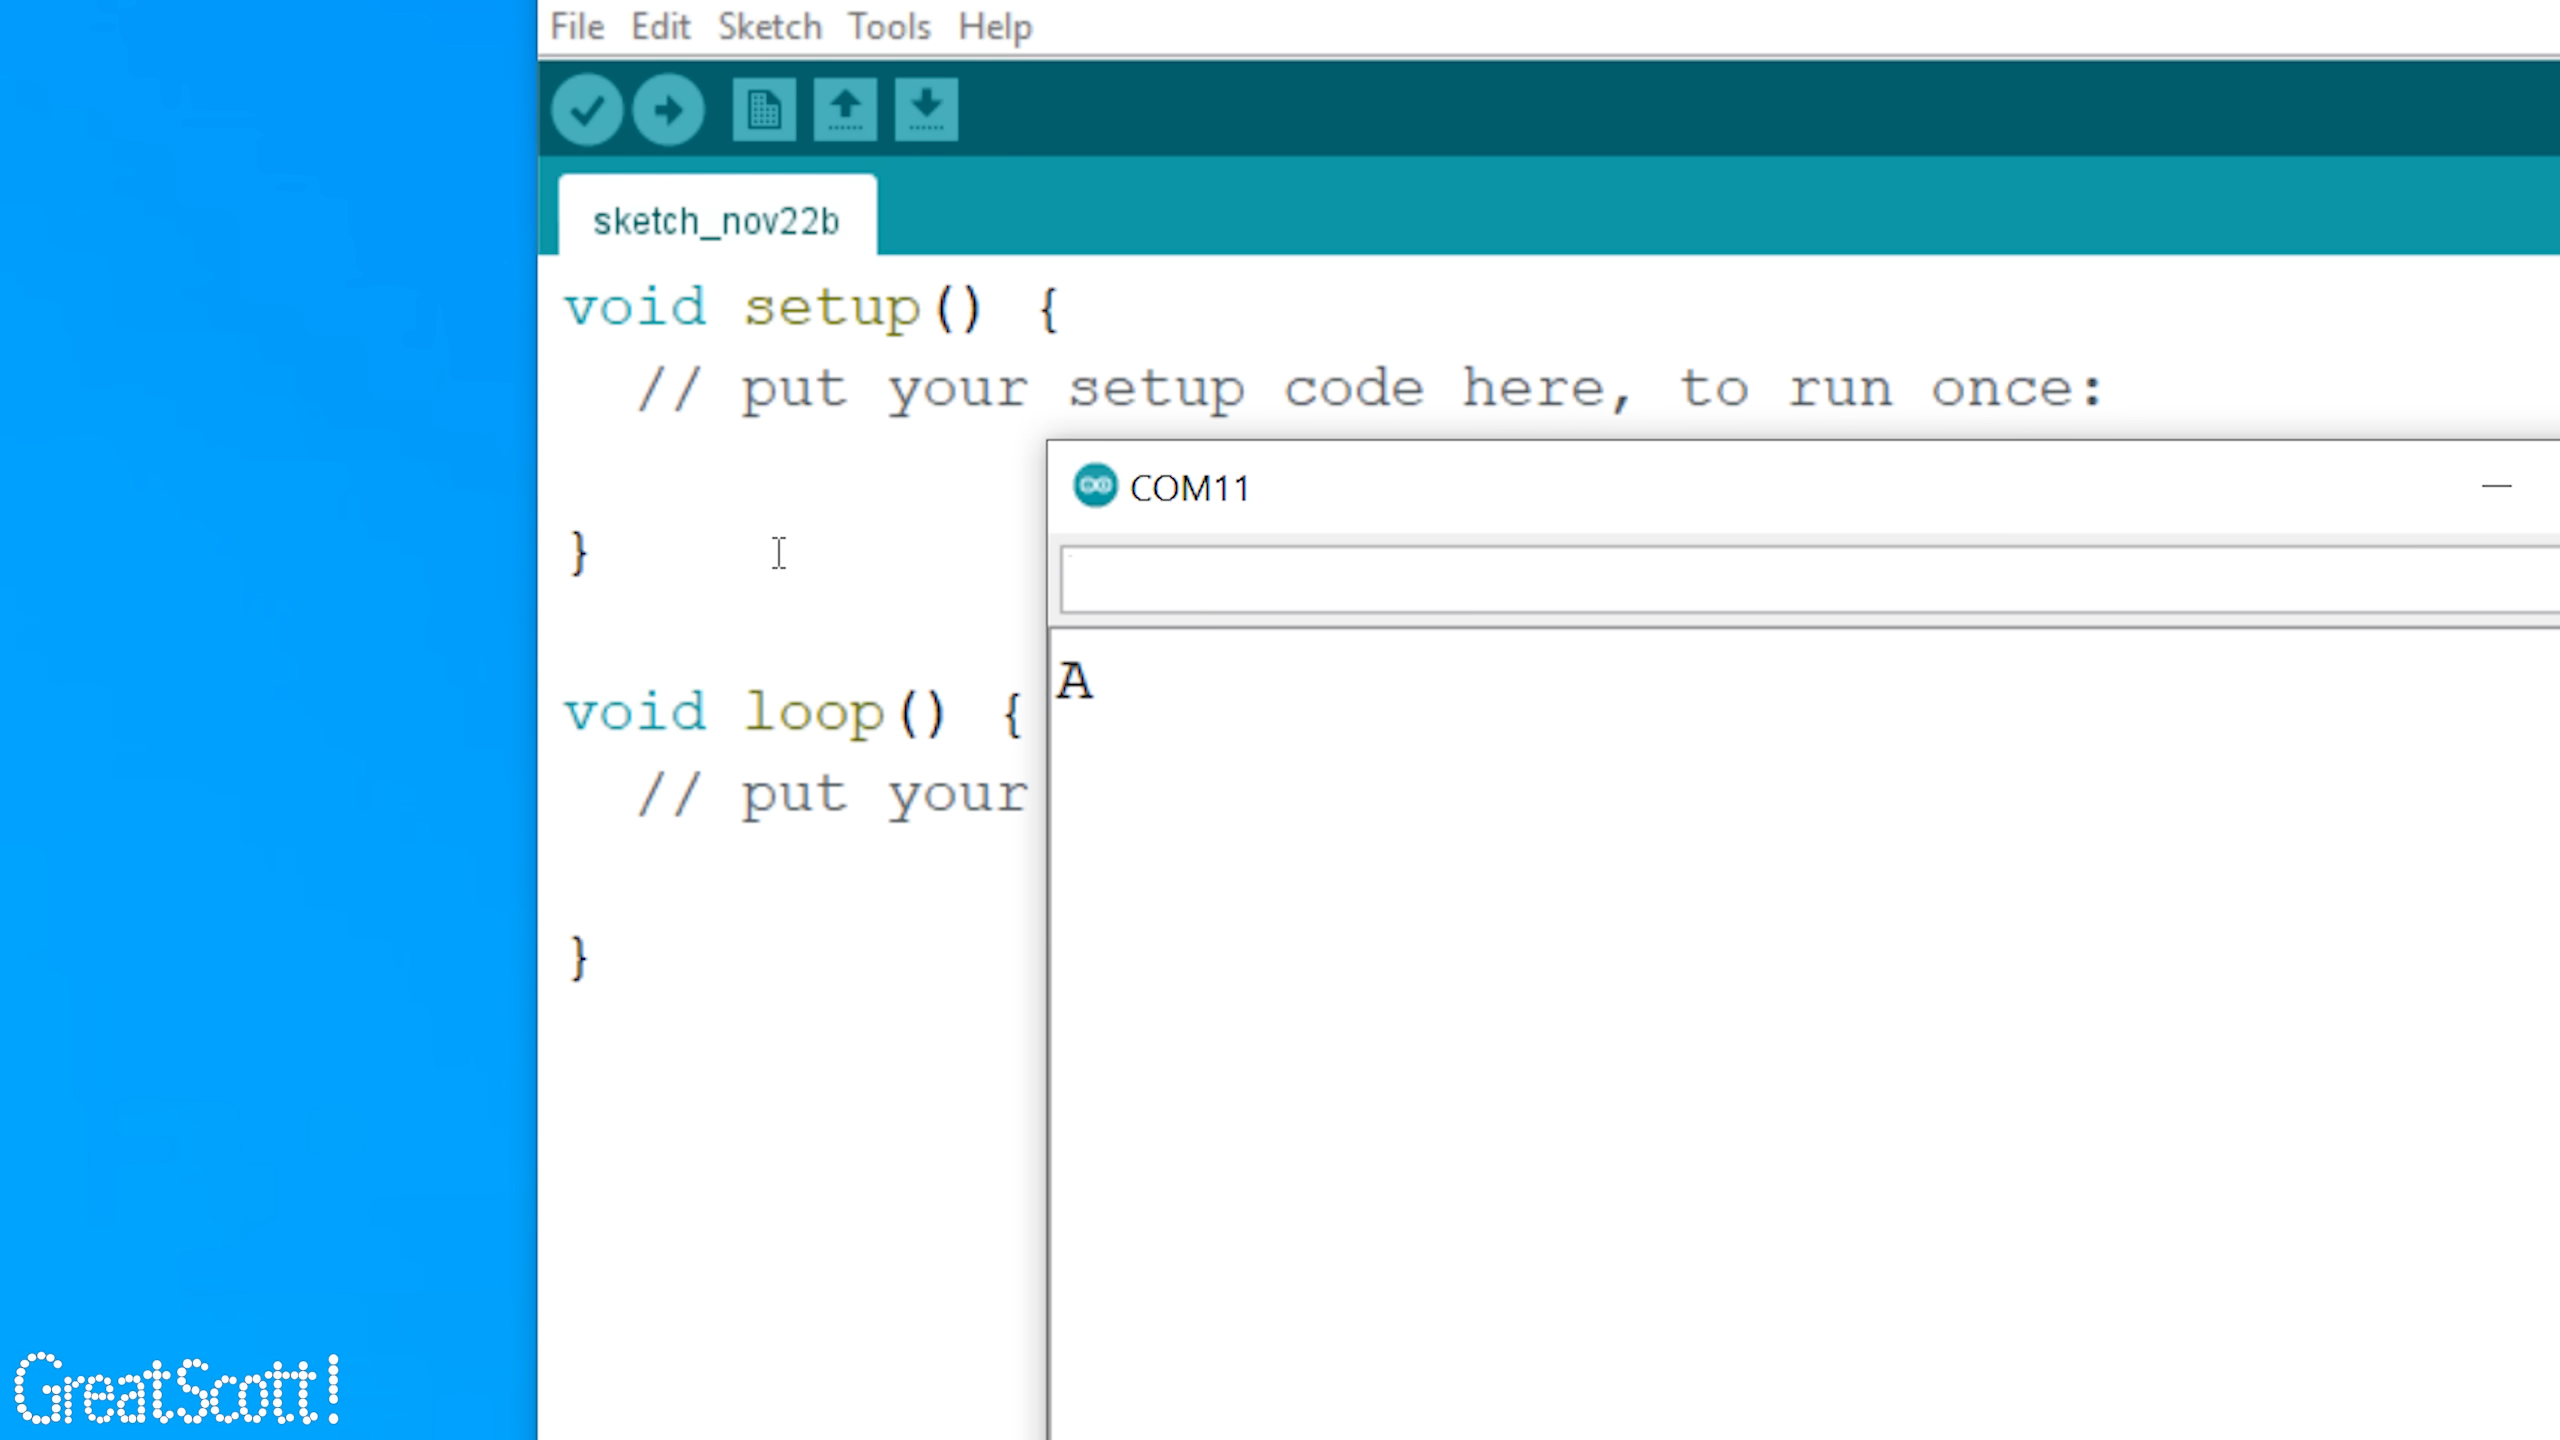 File Edit Sketch Tools Help
sketch_nov22b
void setup() {
// put your setup code here, to run once:
}
void loop() {
// put your
}
COM11
A
GreatScott!